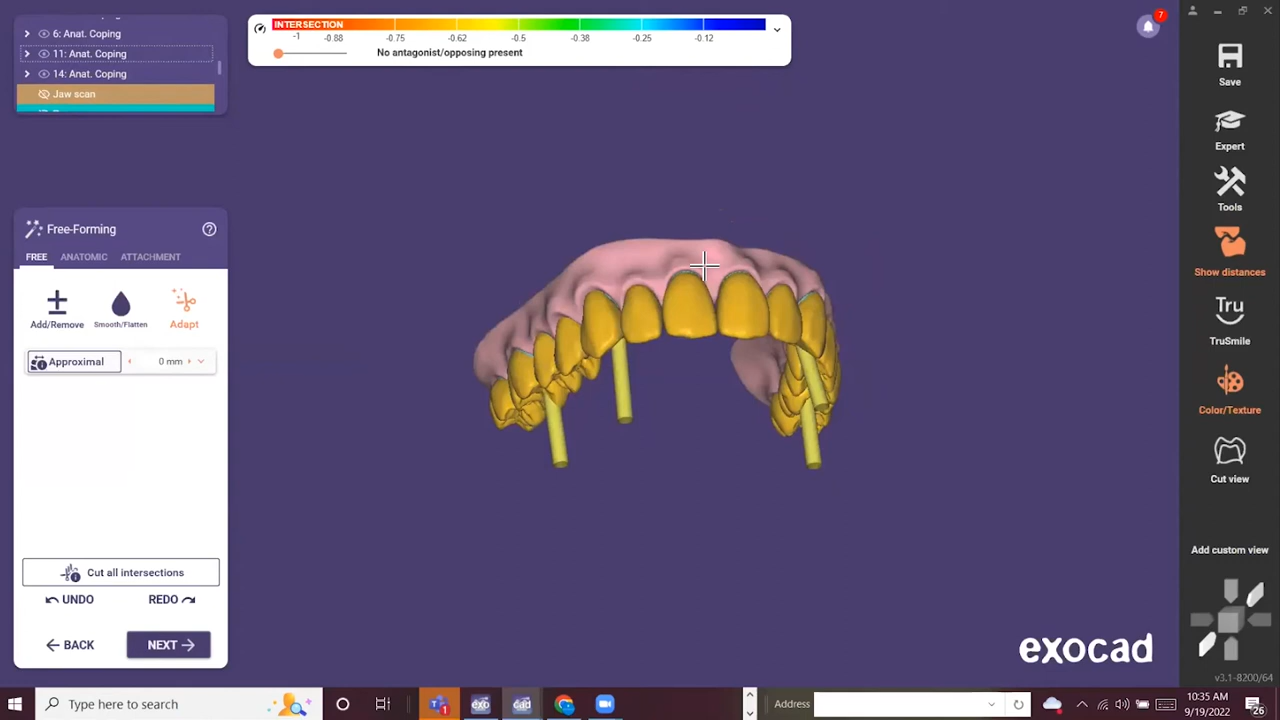 6: Anat. Coping
11: Anat. Coping
14: Anat. Coping
Jaw scan
INTERSECTION
-1 -0.88 -0.75 -0.62 -0.5 -0.38 -0.25 -0.12
No antagonist/opposing present
7
Save
Expert
Tools
Show distances
TruSmile
Color/Texture
Cut view
Add custom view
Free-Forming
FREE ANATOMIC ATTACHMENT
Add/Remove Smooth/Flatten Adapt
Approximal 0 mm
Cut all intersections
UNDO REDO
BACK NEXT
exocad
v3.1-8200/64
Type here to search
exo cad
Address
10:35 AM
9/19/2022
26